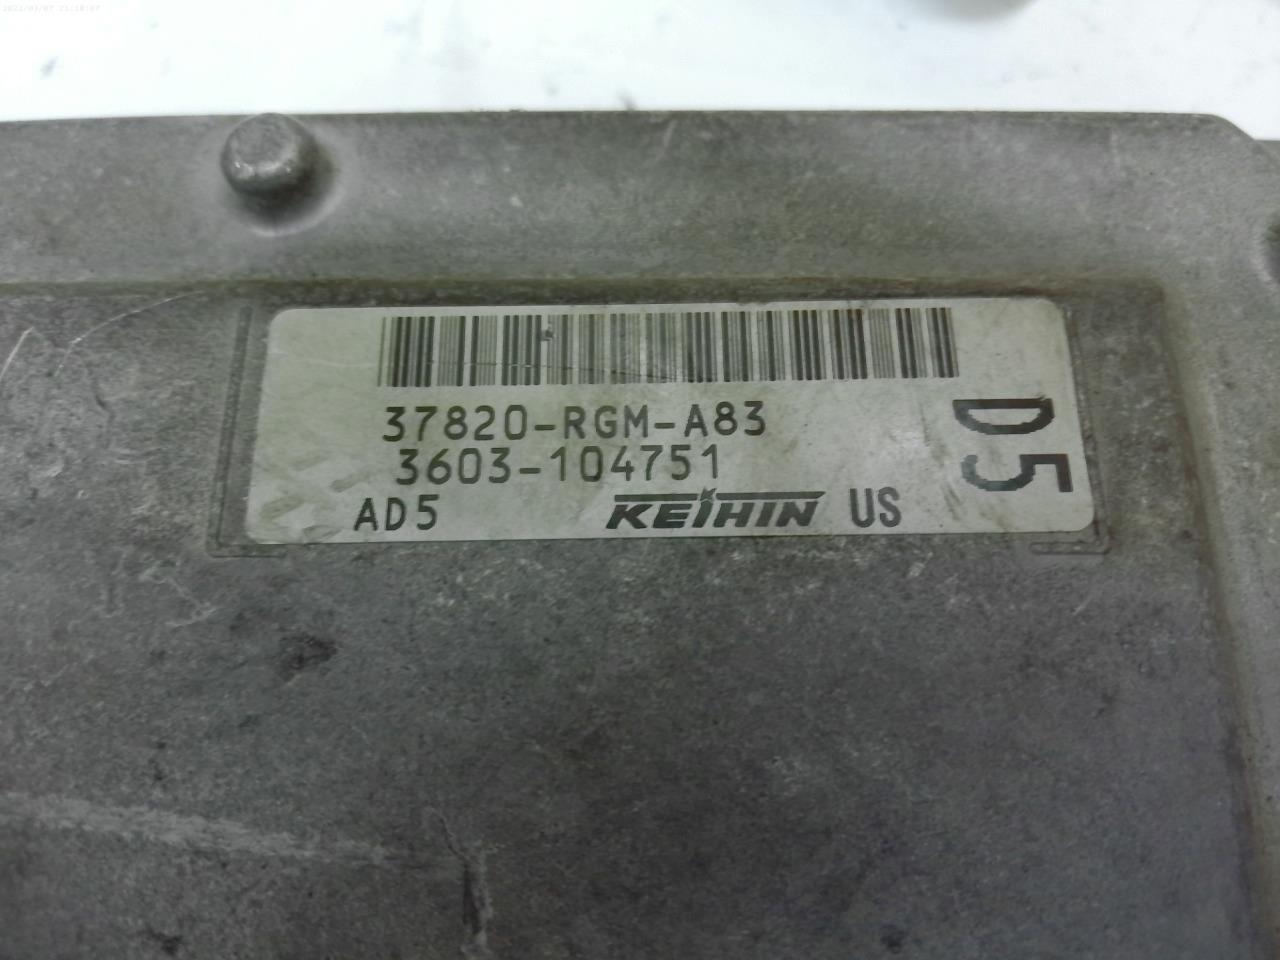 37820-RGM-A83
3603-104751
AD5 KEIHIN US
D5